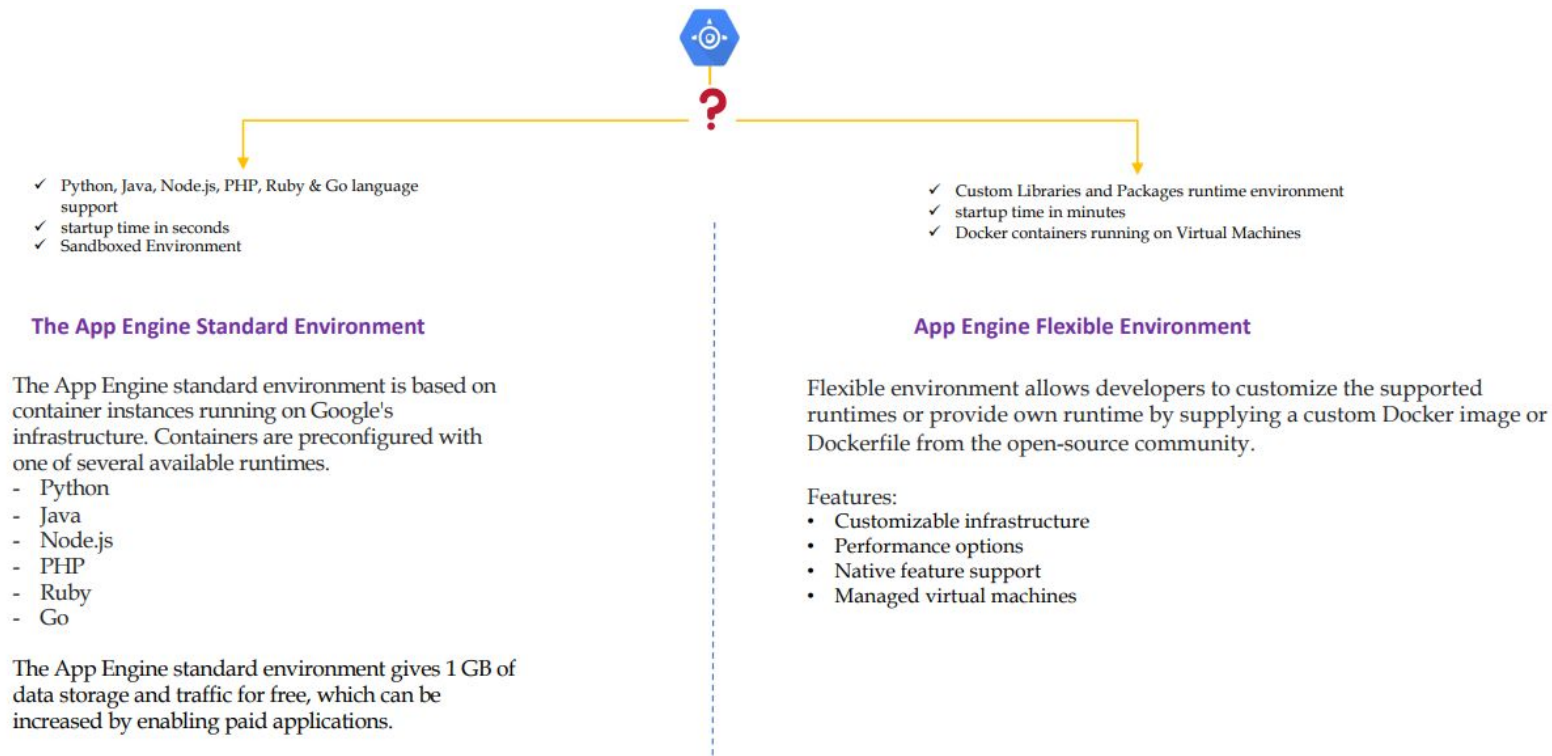 ?
✓ Python, Java, Node.js, PHP, Ruby & Go language
support
✓ startup time in seconds
✓ Sandboxed Environment
The App Engine Standard Environment
The App Engine standard environment is based on
container instances running on Google's
infrastructure. Containers are preconfigured with
one of several available runtimes.
- Python
- Java
- Node.js
- PHP
- Ruby
- Go
The App Engine standard environment gives 1 GB of
data storage and traffic for free, which can be
increased by enabling paid applications.
✓ Custom Libraries and Packages runtime environment
✓ startup time in minutes
✓ Docker containers running on Virtual Machines
App Engine Flexible Environment
Flexible environment allows developers to customize the supported
runtimes or provide own runtime by supplying a custom Docker image or
Dockerfile from the open-source community.
Features:
• Customizable infrastructure
• Performance options
• Native feature support
• Managed virtual machines